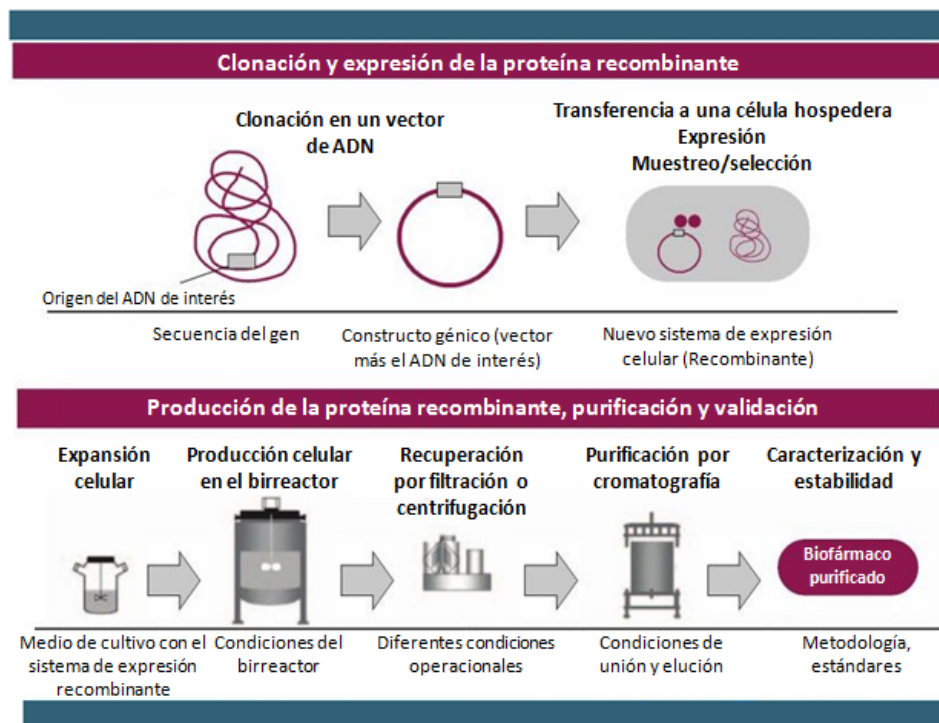 Clonación y expresión de la proteína recombinante
Clonación en un vector
de ADN
Transferencia a una célula hospedera
Expresión
Muestreo/selección
Origen del ADN de interés
Secuencia del gen
Constructo génico (vector
más el ADN de interés)
Nuevo sistema de expresión
celular (Recombinante)
Producción de la proteína recombinante, purificación y validación
Expansión
celular
Producción celular
en el birreactor
Recuperación
por filtración o
centrifugación
Purificación por
cromatografía
Caracterización y
estabilidad
Biofármaco
purificado
Medio de cultivo con el
sistema de expresión
recombinante
Condiciones del
birreactor
Diferentes condiciones
operacionales
Condiciones de
unión y elución
Metodología,
estándares